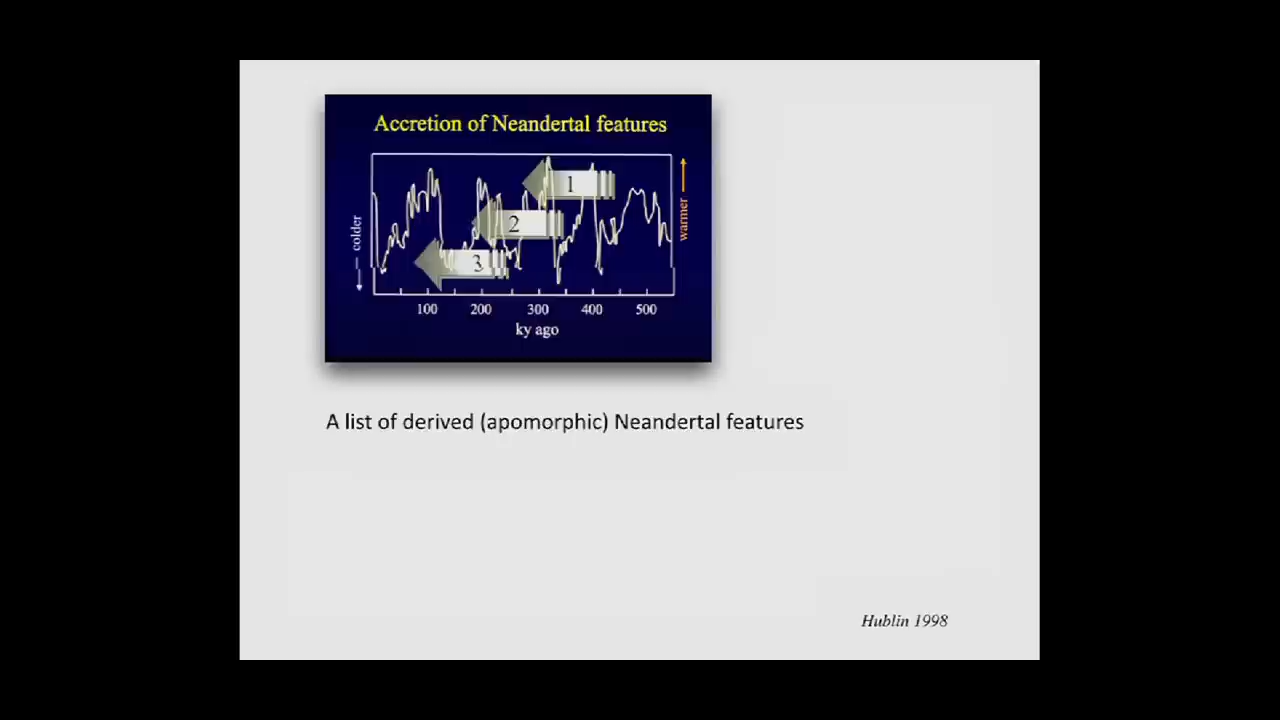 Accretion of Neandertal features
1
2
3
colder
warmer
100 200 300 400 500
ky ago
A list of derived (apomorphic) Neandertal features
Hublin 1998